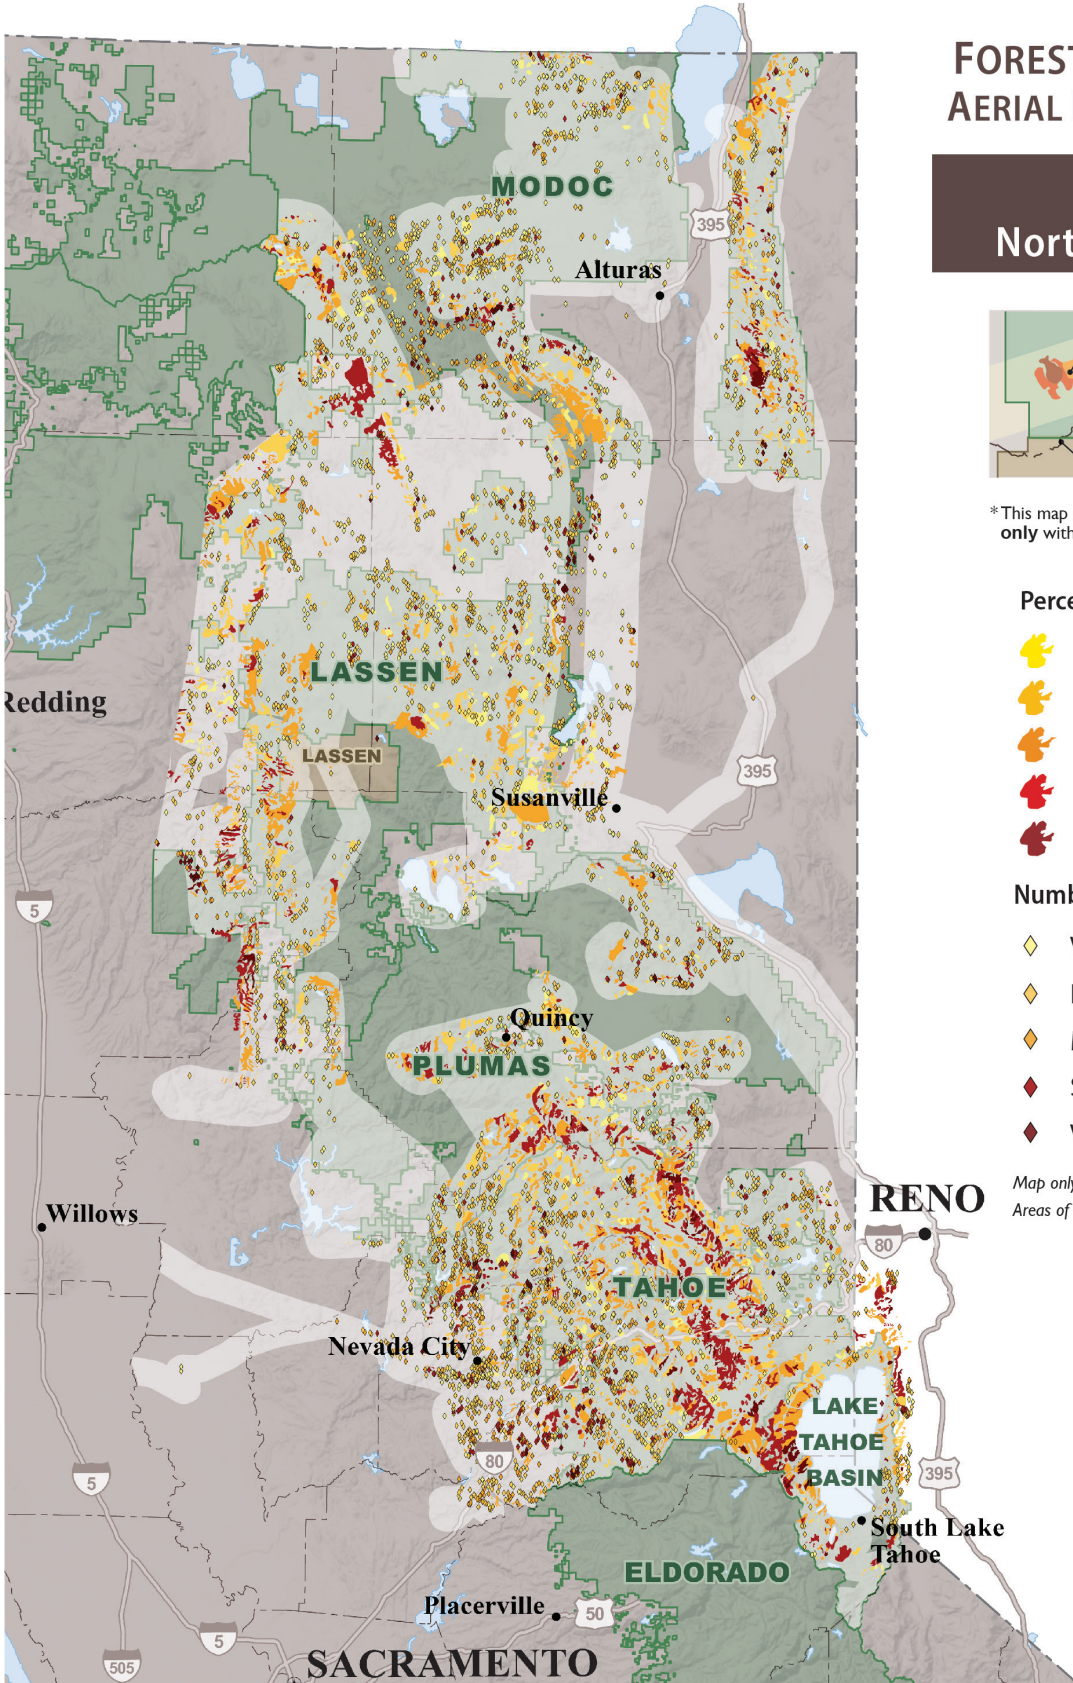 FOREST
AERIAL
Nort
MODOC
395
Alturas
* This map
only with
Perce
LASSEN
Redding
LASSEN
395
Susanville
5
Numb
Quincy
PLUMAS
Map only
Areas of
RENO
Willows
80
TAHOE
Nevada City
LAKE
TAHOE
BASIN
80
5
395
South Lake
Tahoe
ELDORADO
Placerville
50
5
505
SACRAMENTO